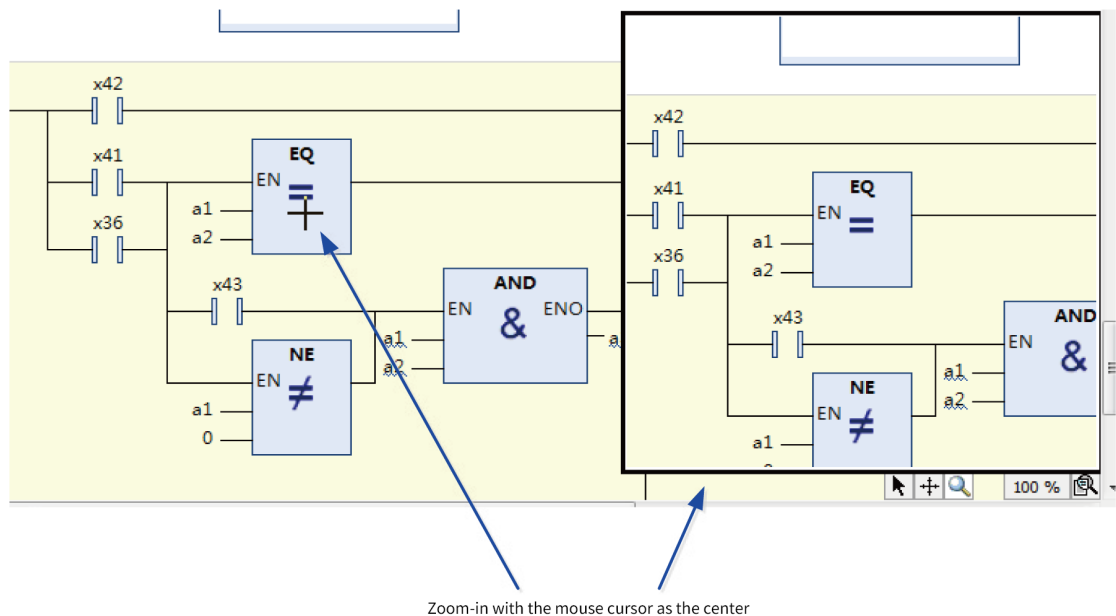 x42
x41
EQ
EN
=
a1
x36
a2
x43
AND
EN
ENO
&
a1
a
a2
NE
EN
≠
a1
0
x42
x41
EQ
EN
=
a1
x36
a2
x43
AND
EN
&
a1
a2
NE
EN
≠
a1
100 %
Zoom-in with the mouse cursor as the center